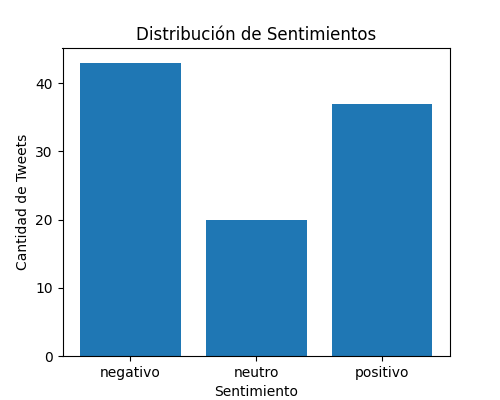 Distribución de Sentimientos
Cantidad de Tweets
40
30
20
10
0
negativo neutro positivo
Sentimiento